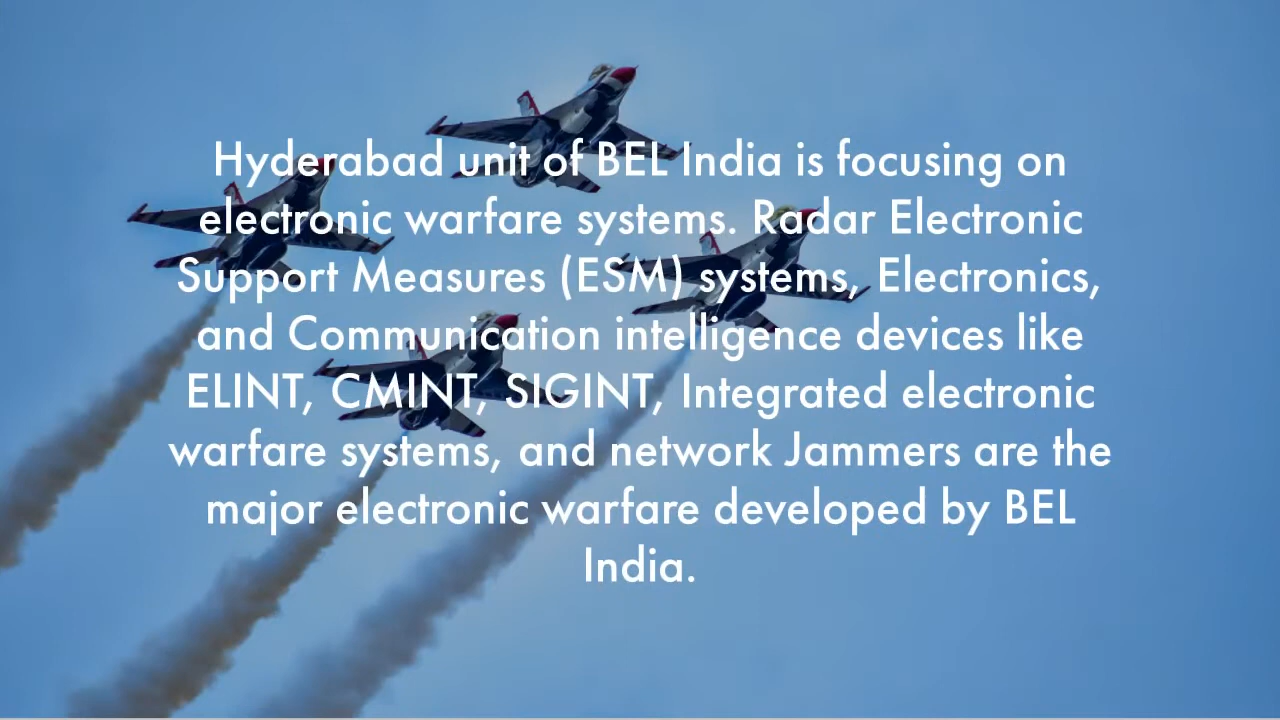 Hyderabad unit of BEL India is focusing on
electronic warfare systems. Radar Electronic
Support Measures (ESM) systems, Electronics,
and Communication intelligence devices like
ELINT, CMINT, SIGINT, Integrated electronic
warfare systems, and network Jammers are the
major electronic warfare developed by BEL
India.